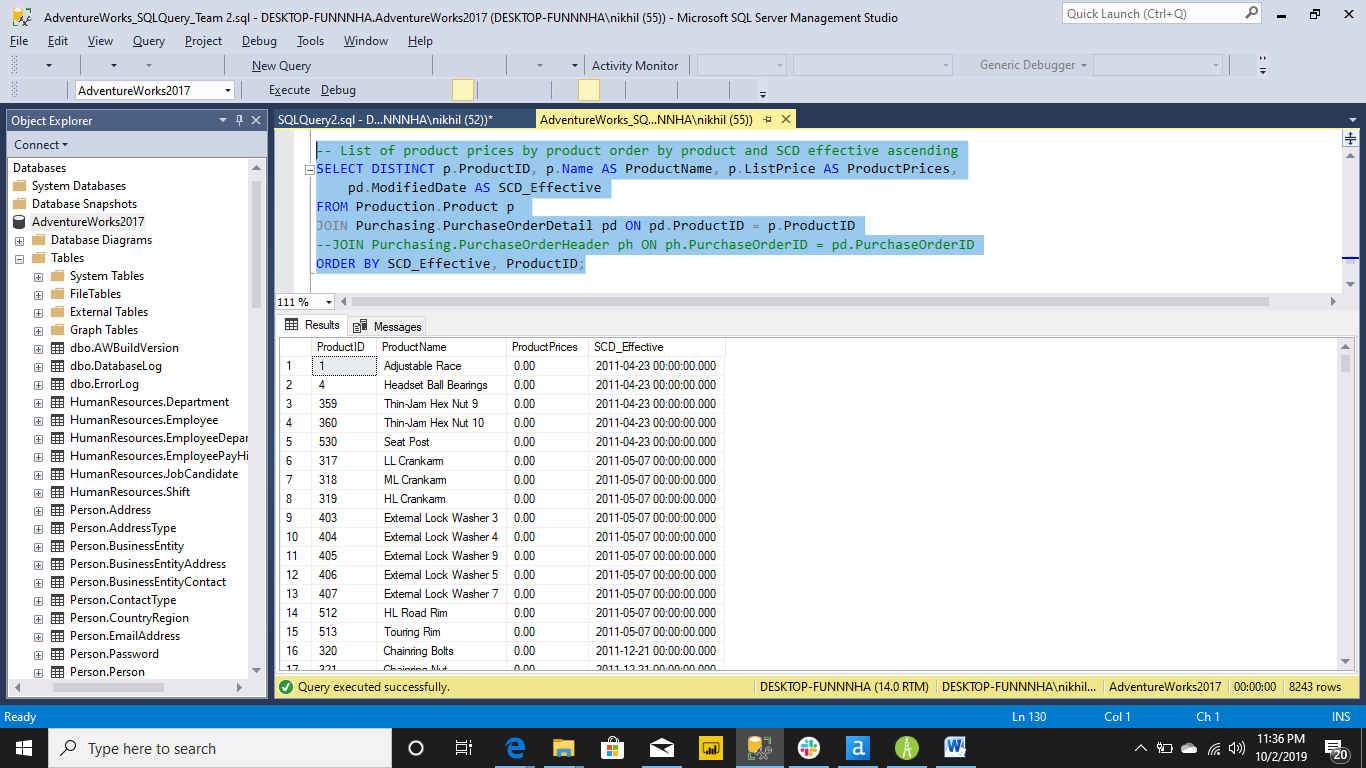 AdventureWorks_SQLQuery_Team 2.sql - DESKTOP-FUNNNHA.AdventureWorks2017 (DESKTOP-FUNNNHA\nikhil (55)) - Microsoft SQL Server Management Studio
Quick Launch (Ctrl+Q)
File Edit View Query Project Debug Tools Window Help
New Query Activity Monitor Generic Debugger
AdventureWorks2017 Execute Debug
Object Explorer
Connect
Databases
System Databases
Database Snapshots
AdventureWorks2017
Database Diagrams
Tables
System Tables
FileTables
External Tables
Graph Tables
dbo.AWBuildVersion
dbo.DatabaseLog
dbo.ErrorLog
HumanResources.Department
HumanResources.Employee
HumanResources.EmployeeDepar
HumanResources.EmployeePayHi
HumanResources.JobCandidate
HumanResources.Shift
Person.Address
Person.AddressType
Person.BusinessEntity
Person.BusinessEntityAddress
Person.BusinessEntityContact
Person.ContactType
Person.CountryRegion
Person.EmailAddress
Person.Password
Person.Person
SQLQuery2.sql - D...NNNHA\nikhil (52))* AdventureWorks_SQ...NNHA\nikhil (55))
-- List of product prices by product order by product and SCD effective ascending
SELECT DISTINCT p.ProductID, p.Name AS ProductName, p.ListPrice AS ProductPrices,
pd.ModifiedDate AS SCD_Effective
FROM Production.Product p
JOIN Purchasing.PurchaseOrderDetail pd ON pd.ProductID = p.ProductID
--JOIN Purchasing.PurchaseOrderHeader ph ON ph.PurchaseOrderID = pd.PurchaseOrderID
ORDER BY SCD_Effective, ProductID;
111 %
Results Messages
ProductID ProductName ProductPrices SCD_Effective
1 1 Adjustable Race 0.00 2011-04-23 00:00:00.000
2 4 Headset Ball Bearings 0.00 2011-04-23 00:00:00.000
3 359 Thin-Jam Hex Nut 9 0.00 2011-04-23 00:00:00.000
4 360 Thin-Jam Hex Nut 10 0.00 2011-04-23 00:00:00.000
5 530 Seat Post 0.00 2011-04-23 00:00:00.000
6 317 LL Crankarm 0.00 2011-05-07 00:00:00.000
7 318 ML Crankarm 0.00 2011-05-07 00:00:00.000
8 319 HL Crankarm 0.00 2011-05-07 00:00:00.000
9 403 External Lock Washer 3 0.00 2011-05-07 00:00:00.000
10 404 External Lock Washer 4 0.00 2011-05-07 00:00:00.000
11 405 External Lock Washer 9 0.00 2011-05-07 00:00:00.000
12 406 External Lock Washer 5 0.00 2011-05-07 00:00:00.000
13 407 External Lock Washer 7 0.00 2011-05-07 00:00:00.000
14 512 HL Road Rim 0.00 2011-05-07 00:00:00.000
15 513 Touring Rim 0.00 2011-05-07 00:00:00.000
16 320 Chainring Bolts 0.00 2011-12-21 00:00:00.000
17 321 Chainring Nut 0.00 2011-12-21 00:00:00.000
Query executed successfully. DESKTOP-FUNNNHA (14.0 RTM) DESKTOP-FUNNNHA\nikhil... AdventureWorks2017 00:00:00 8243 rows
Ready Ln 130 Col 1 Ch 1 INS
Type here to search
11:36 PM
10/2/2019
20